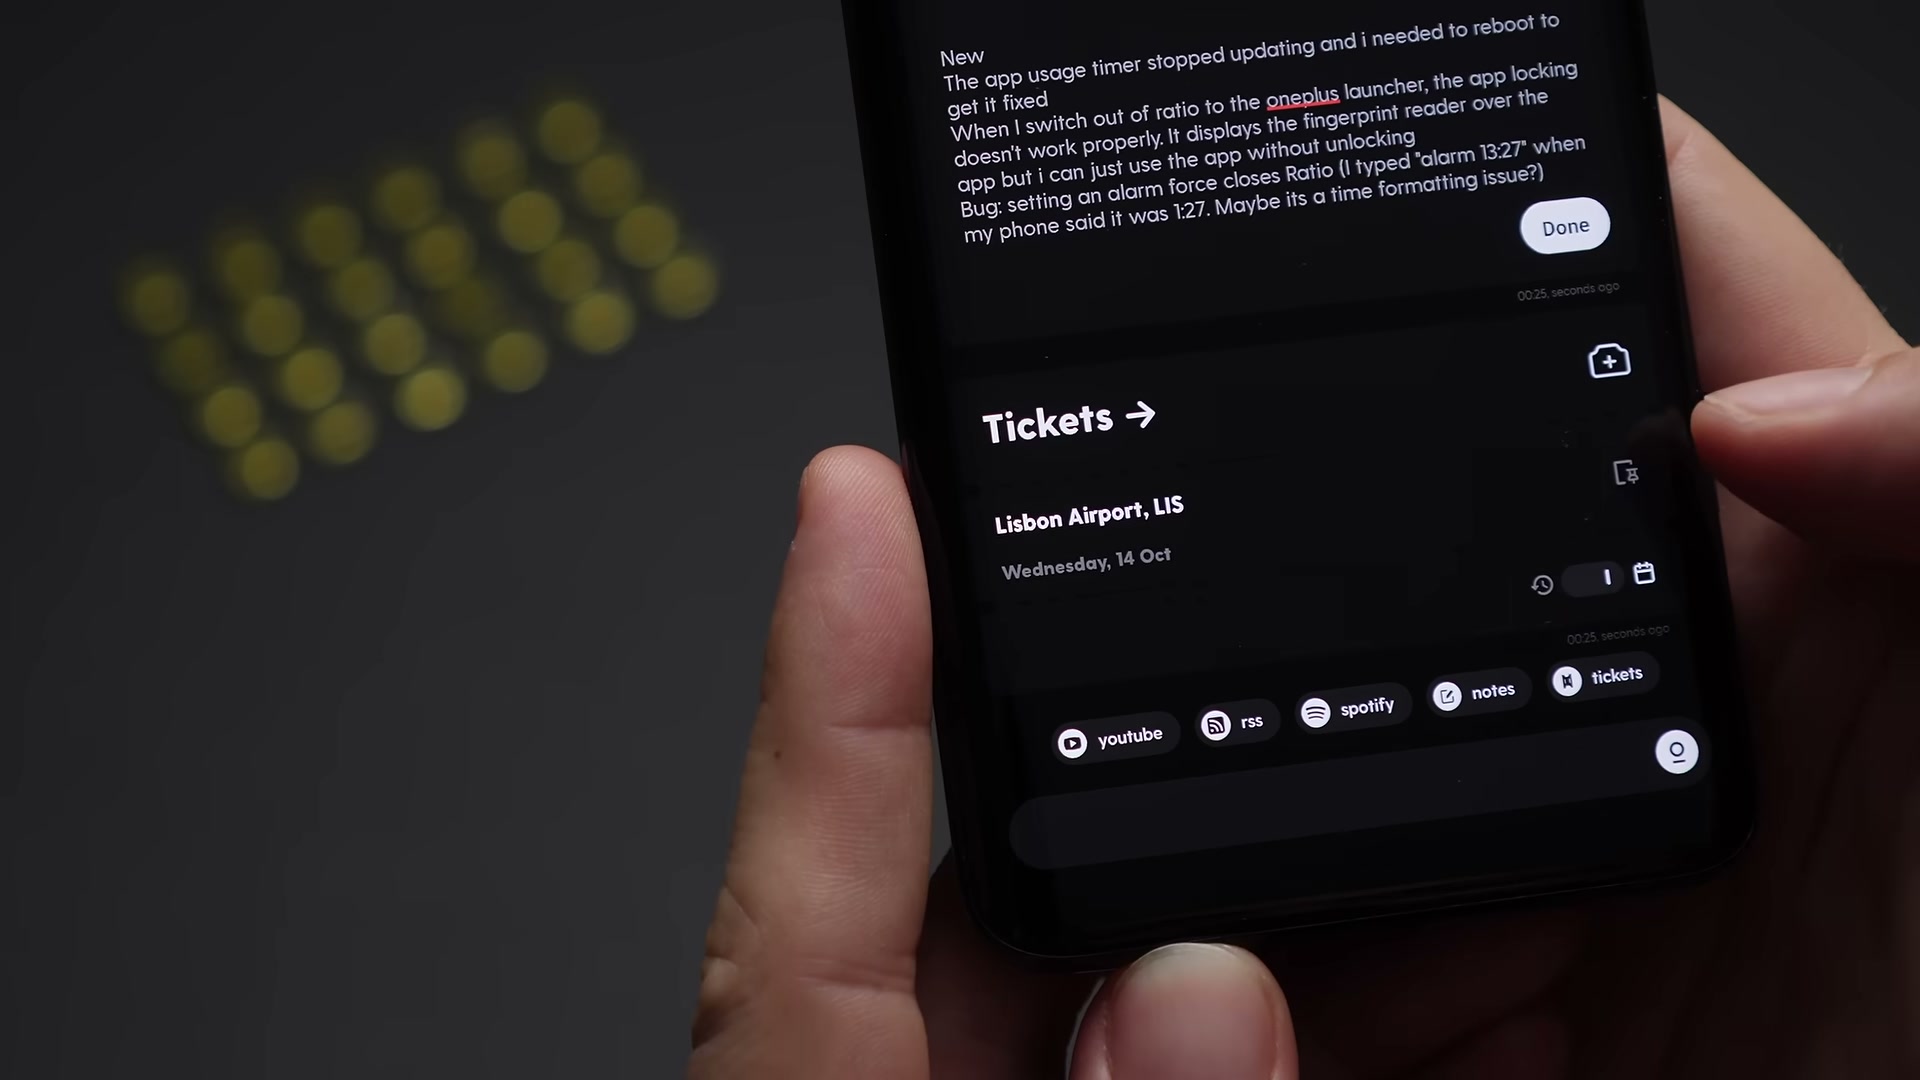 New
The app usage timer stopped updating and i needed to reboot to
get it fixed
When I switch out of ratio to the oneplus launcher, the app locking
doesn't work properly. It displays the fingerprint reader over the
app but i can just use the app without unlocking
Bug: setting an alarm force closes Ratio (I typed "alarm 13:27" when
my phone said it was 1:27. Maybe its a time formatting issue?)
Done
00:25, seconds ago
Tickets →
Lisbon Airport, LIS
Wednesday, 14 Oct
00:25, seconds ago
youtube
rss
spotify
notes
tickets